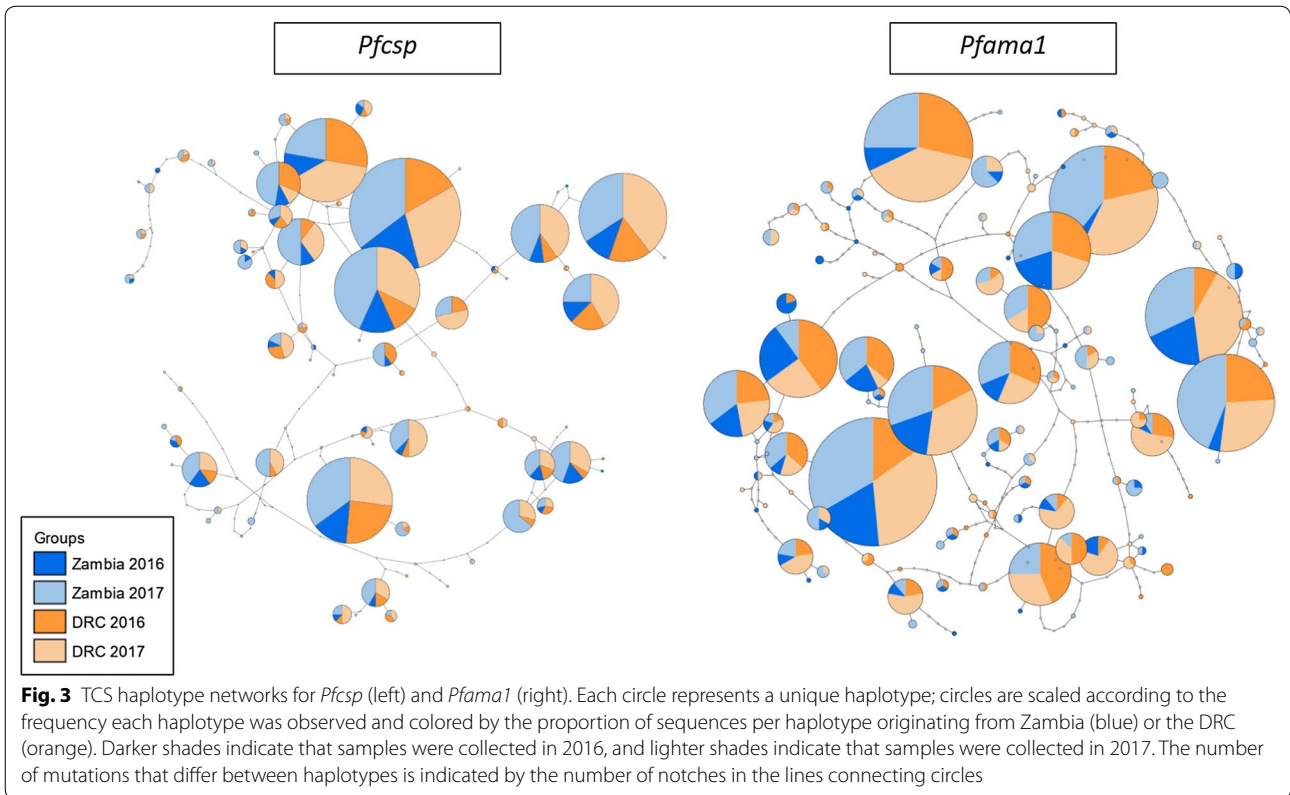 Pfcsp
Pfama1
Groups
Zambia 2016
Zambia 2017
DRC 2016
DRC 2017
Fig. 3 TCS haplotype networks for Pfcsp (left) and Pfama1 (right). Each circle represents a unique haplotype; circles are scaled according to the
frequency each haplotype was observed and colored by the proportion of sequences per haplotype originating from Zambia (blue) or the DRC
(orange). Darker shades indicate that samples were collected in 2016, and lighter shades indicate that samples were collected in 2017. The number
of mutations that differ between haplotypes is indicated by the number of notches in the lines connecting circles